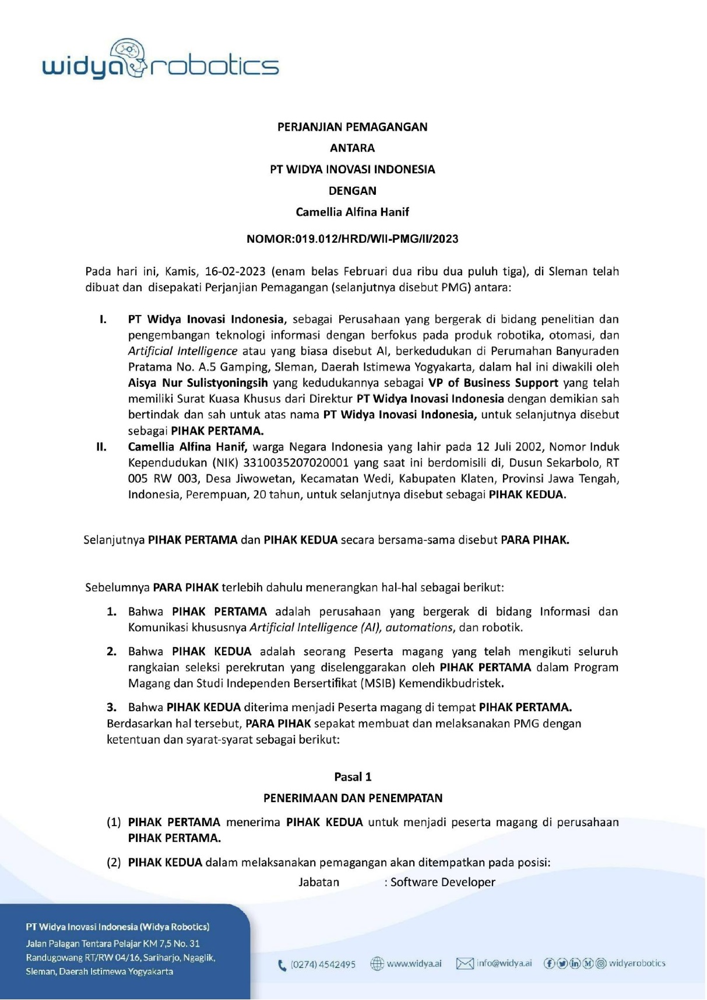 widya robotics
PERJANJIAN PEMAGANGAN
ANTARA
PT WIDYA INOVASI INDONESIA
DENGAN
Camellia Alfina Hanif
NOMOR:019.012/HRD/WII-PMG/II/2023
Pada hari ini, Kamis, 16-02-2023 (enam belas Februari dua ribu dua puluh tiga), di Sleman telah
dibuat dan disepakati Perjanjian Pemagangan (selanjutnya disebut PMG) antara:
I. PT Widya Inovasi Indonesia, sebagai Perusahaan yang bergerak di bidang penelitian dan
pengembangan teknologi informasi dengan berfokus pada produk robotika, otomasi, dan
Artificial Intelligence atau yang biasa disebut AI, berkedudukan di Perumahan Banyuraden
Pratama No. A.5 Gamping, Sleman, Daerah Istimewa Yogyakarta, dalam hal ini diwakili oleh
Aisya Nur Sulistyoningsih yang kedudukannya sebagai VP of Business Support yang telah
memiliki Surat Kuasa Khusus dari Direktur PT Widya Inovasi Indonesia dengan demikian sah
bertindak dan sah untuk atas nama PT Widya Inovasi Indonesia, untuk selanjutnya disebut
sebagai PIHAK PERTAMA.
II. Camellia Alfina Hanif, warga Negara Indonesia yang lahir pada 12 Juli 2002, Nomor Induk
Kependudukan (NIK) 3310035207020001 yang saat ini berdomisili di, Dusun Sekarbolo, RT
005 RW 003, Desa Jiwowetan, Kecamatan Wedi, Kabupaten Klaten, Provinsi Jawa Tengah,
Indonesia, Perempuan, 20 tahun, untuk selanjutnya disebut sebagai PIHAK KEDUA.
Selanjutnya PIHAK PERTAMA dan PIHAK KEDUA secara bersama-sama disebut PARA PIHAK.
Sebelumnya PARA PIHAK terlebih dahulu menerangkan hal-hal sebagai berikut:
1. Bahwa PIHAK PERTAMA adalah perusahaan yang bergerak di bidang Informasi dan
Komunikasi khususnya Artificial Intelligence (AI), automations, dan robotik.
2. Bahwa PIHAK KEDUA adalah seorang Peserta magang yang telah mengikuti seluruh
rangkaian seleksi perekrutan yang diselenggarakan oleh PIHAK PERTAMA dalam Program
Magang dan Studi Independen Bersertifikat (MSIB) Kemendikbudristek.
3. Bahwa PIHAK KEDUA diterima menjadi Peserta magang di tempat PIHAK PERTAMA.
Berdasarkan hal tersebut, PARA PIHAK sepakat membuat dan melaksanakan PMG dengan
ketentuan dan syarat-syarat sebagai berikut:
Pasal 1
PENERIMAAN DAN PENEMPATAN
(1) PIHAK PERTAMA menerima PIHAK KEDUA untuk menjadi peserta magang di perusahaan
PIHAK PERTAMA.
(2) PIHAK KEDUA dalam melaksanakan pemagangan akan ditempatkan pada posisi:
Jabatan : Software Developer
PT Widya Inovasi Indonesia (Widya Robotics)
Jalan Palagan Tentara Pelajar KM 7,5 No. 31
Randugowang RT/RW 04/16, Sariharjo, Ngaglik,
Sleman, Daerah Istimewa Yogyakarta
(0274) 4542495 www.widya.ai info@widya.ai widyarobotics